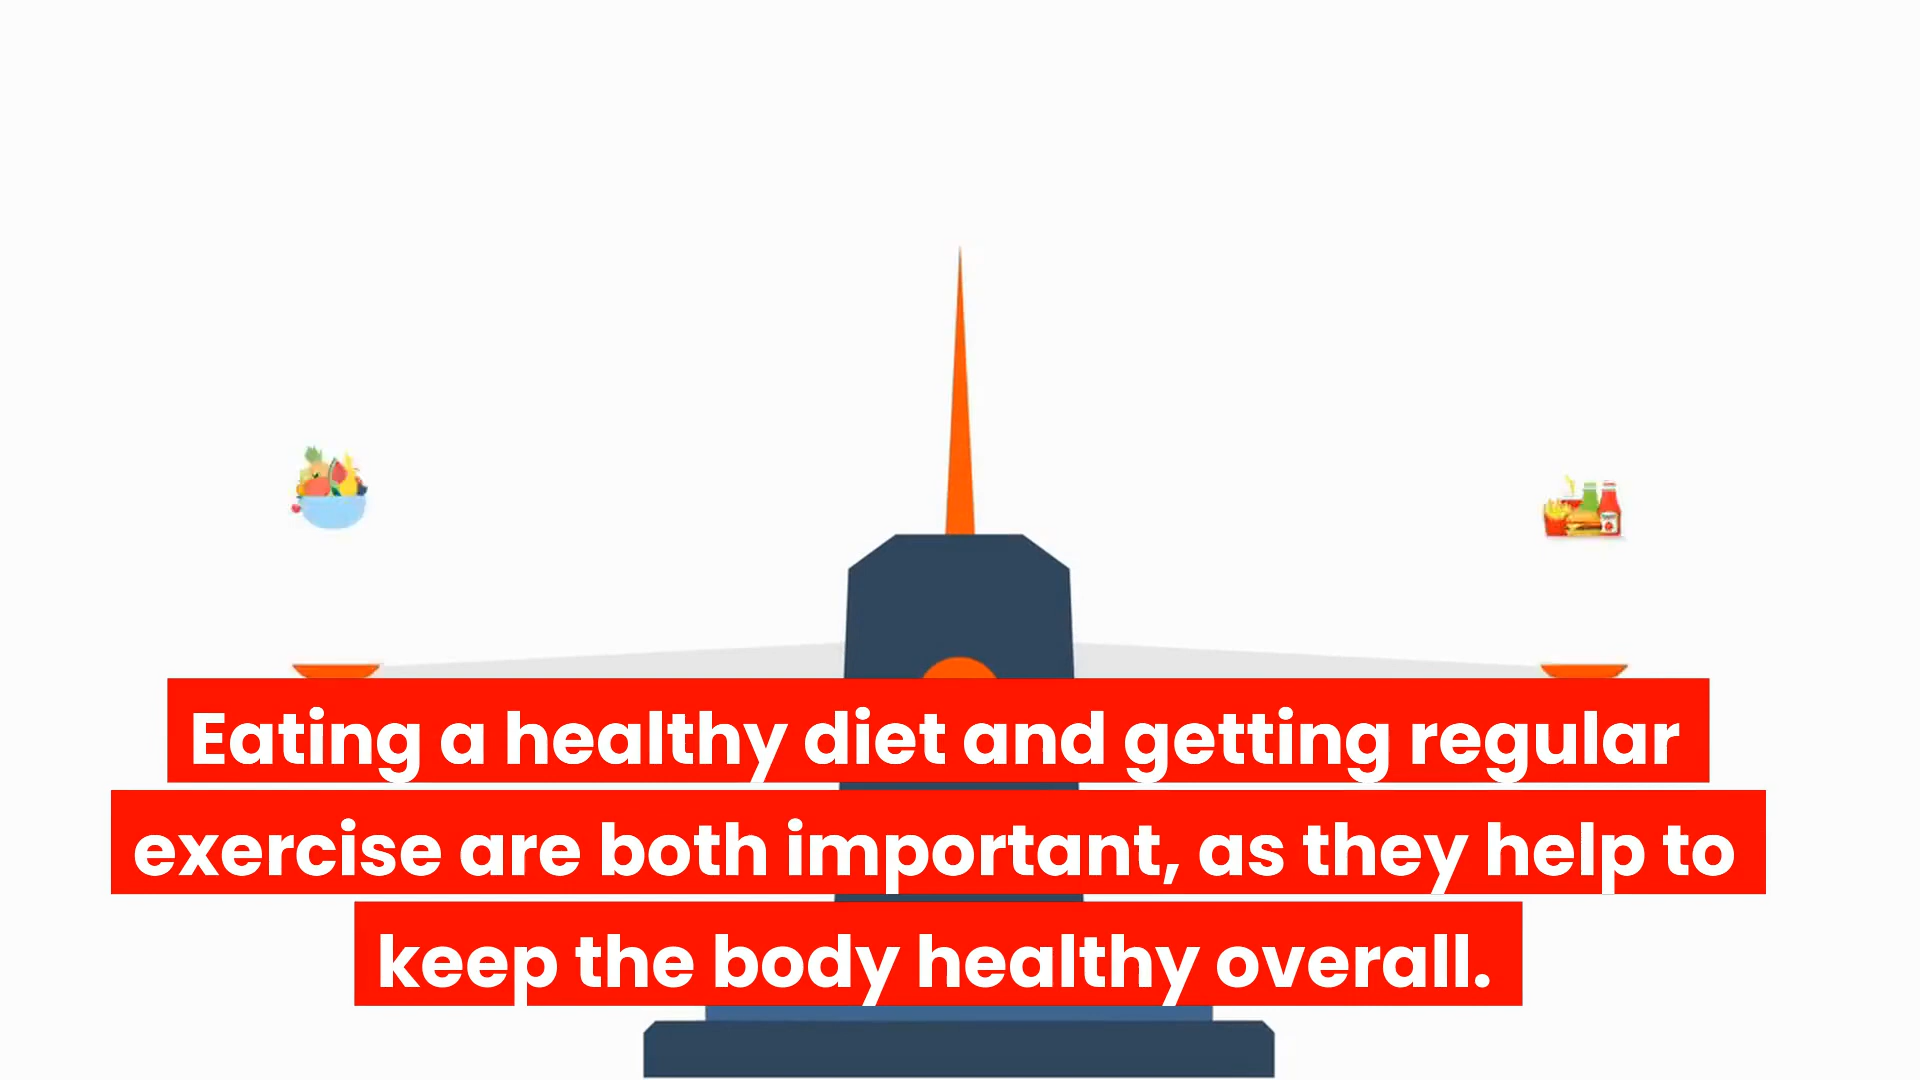 Eating a healthy diet and getting regular
exercise are both important, as they help to
keep the body healthy overall.